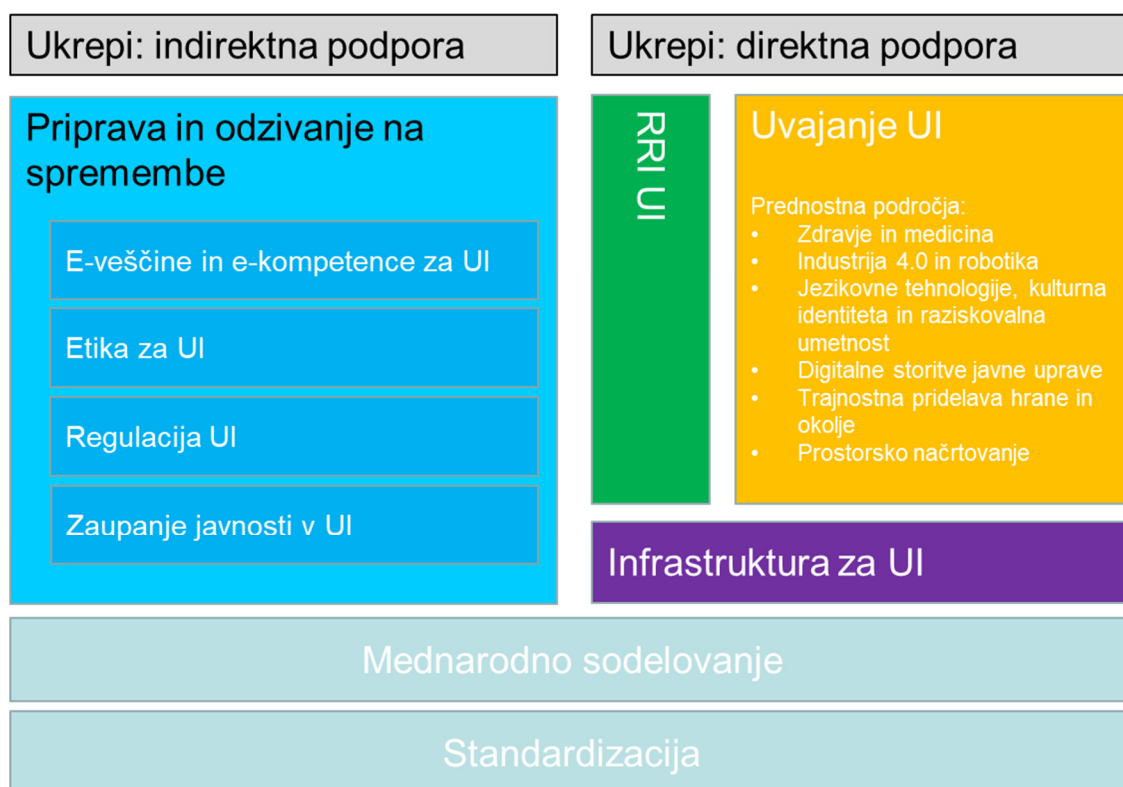 Ukrepi: indirektna podpora
Priprava in odzivanje na
spremembe
E-veščine in e-kompetence za UI
Etika za UI
Regulacija UI
Zaupanje javnosti v UI
Ukrepi: direktna podpora
RRI UI
Uvajanje UI
Prednostna področja:
• Zdravje in medicina
• Industrija 4.0 in robotika
• Jezikovne tehnologije, kulturna
identiteta in raziskovalna
umetnost
• Digitalne storitve javne uprave
• Trajnostna pridelava hrane in
okolje
• Prostorsko načrtovanje
Infrastruktura za UI
Mednarodno sodelovanje
Standardizacija